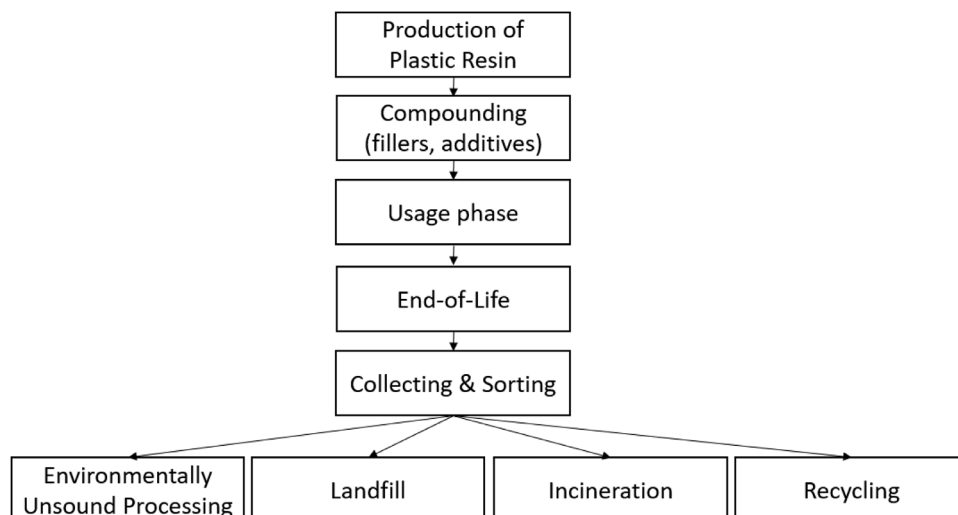 Production of
Plastic Resin
Compounding
(fillers, additives)
Usage phase
End-of-Life
Collecting & Sorting
Environmentally
Unsound Processing
Landfill
Incineration
Recycling